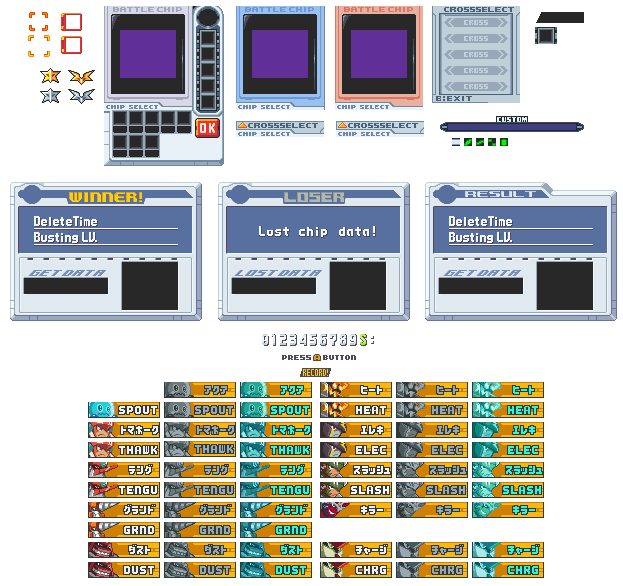 BATTLE CHIP BATTLE CHIP BATTLE CHIP CROSSSELECT
CROSS
CROSS
CROSS
CROSS
CROSS
CHIP SELECT CHIP SELECT CHIP SELECT B:EXIT
OK CROSSSELECT CROSSSELECT CUSTOM
CHIP SELECT CHIP SELECT
WINNER! LOSER RESULT
DeleteTime Lost chip data! DeleteTime
Busting LV. Busting LV.
GET DATA LOST DATA GET DATA
0123456789S:
PRESS A BUTTON
RECORD!
アクア アクア ヒート ヒート ヒート
SPOUT SPOUT SPOUT HEAT HEAT HEAT
トマホーク トマホーク トマホーク エレキ エレキ エレキ
THAWK THAWK THAWK ELEC ELEC ELEC
テング テング テング スラッシュ スラッシュ スラッシュ
TENGU TENGU TENGU SLASH SLASH SLASH
グランド グランド グランド キラー キラー キラー
GRND GRND GRND
ダスト ダスト ダスト チャージ チャージ チャージ
DUST DUST DUST CHRG CHRG CHRG